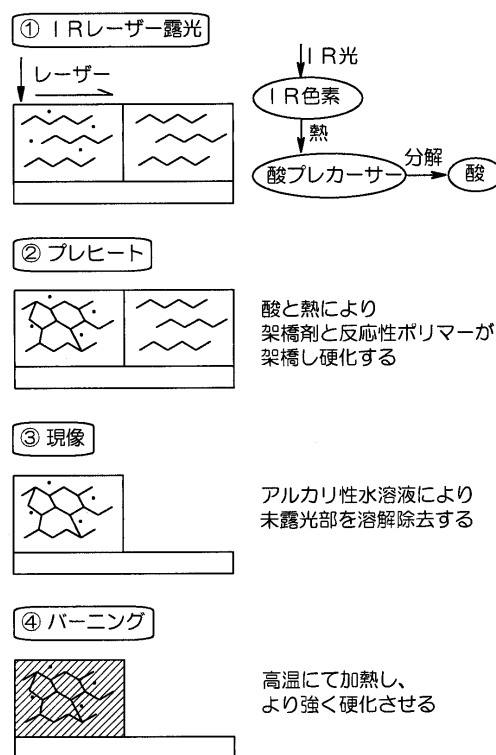 ① IRレーザー露光
レーザー
IR光
IR色素
熱
酸プレカーサー
分解
酸
② プレヒート
酸と熱により
架橋剤と反応性ポリマーが
架橋し硬化する
③ 現像
アルカリ性水溶液により
未露光部を溶解除去する
④ バーニング
高温にて加熱し、
より強く硬化させる